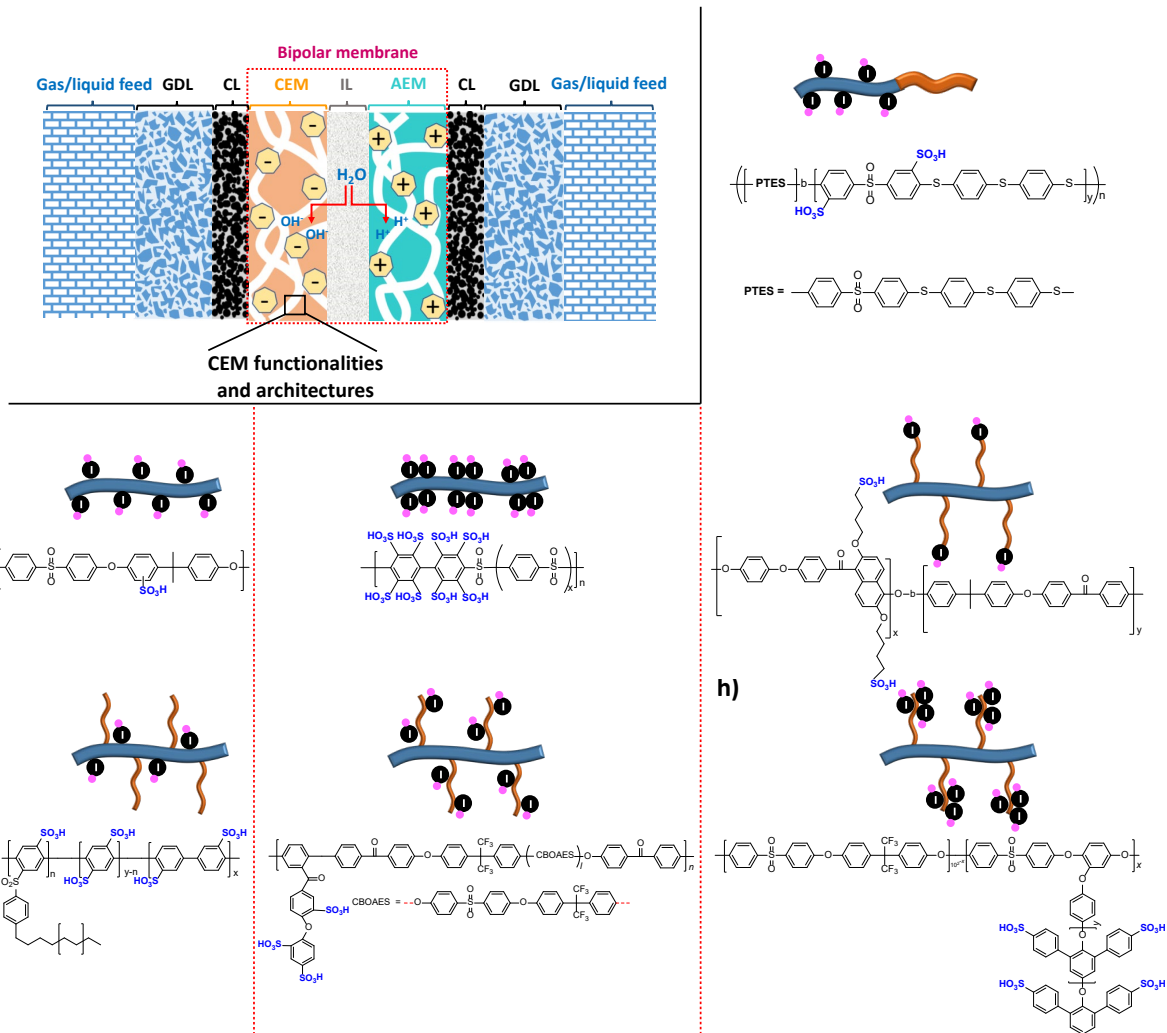 Bipolar membrane
Gas/liquid feed GDL CL CEM IL AEM CL GDL Gas/liquid feed
H₂O
OH⁻ H⁺
OH⁻ H⁺
CEM functionalities
and architectures
SO₃H
O
PTES b S S S S
O y n
HO₃S
O
PTES = S S S S
O
O
S O O
O
SO₃H
HO₃S HO₃S SO₃H SO₃H
O O
S S
O O x n
HO₃S HO₃S SO₃H SO₃H
SO₃H
O
O O O O b O
O x y
SO₃H
h)
SO₃H SO₃H SO₃H
n HO₃S y-n HO₃S x
O₂S
O CF₃ O
O CBOAES O
CF₃ l n
O
SO₃H
O CF₃
CBOAES = O S O
O CF₃
O
HO₃S
SO₃H
O CF₃ O
S O O S O O
O CF₃ O x
O
O
y
HO₃S SO₃H
O
HO₃S SO₃H
O